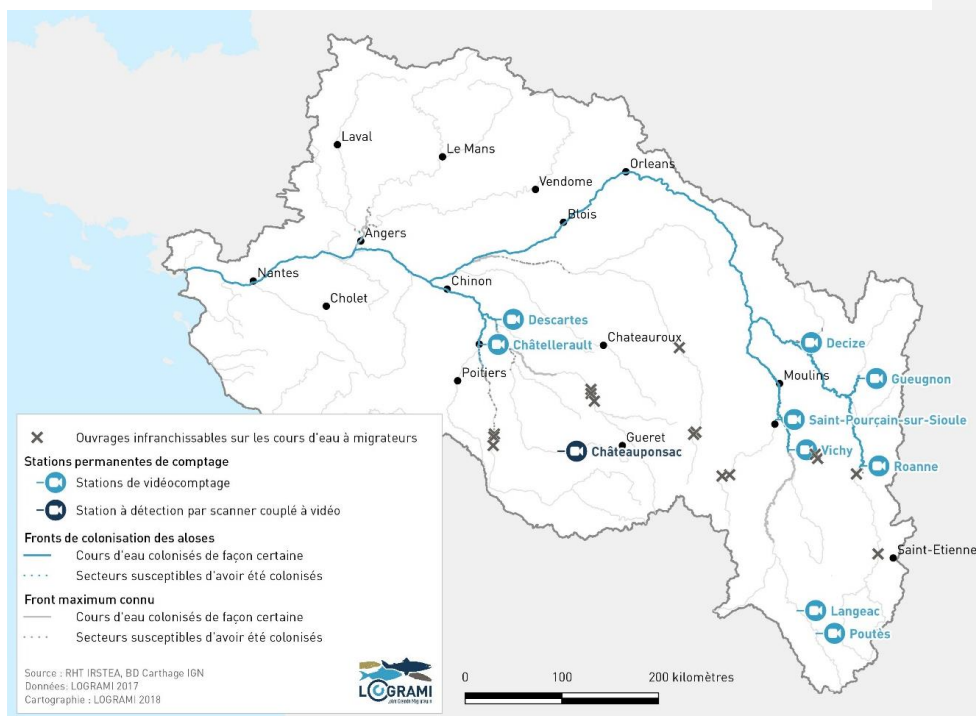 Laval
Le Mans
Orleans
Vendome
Blois
Angers
Nantes
Chinon
Cholet
Descartes
Châtellerault
Chateauroux
Decize
Poitiers
Moulins
Gueugnon
Saint-Pourçain-sur-Sioule
Gueret
Châteauponsac
Vichy
Roanne
Saint-Etienne
Langeac
Poutès
Ouvrages infranchissables sur les cours d'eau à migrateurs
Stations permanentes de comptage
Stations de vidéocomptage
Station à détection par scanner couplé à vidéo
Fronts de colonisation des aloses
Cours d'eau colonisés de façon certaine
Secteurs susceptibles d'avoir été colonisés
Front maximum connu
Cours d'eau colonisés de façon certaine
Secteurs susceptibles d'avoir été colonisés
Source : RHT IRSTEA, BD Carthage IGN
Données: LOGRAMI 2017
Cartographie : LOGRAMI 2018
LOGRAMI
Loire Grands Migrateurs
0 100 200 kilomètres